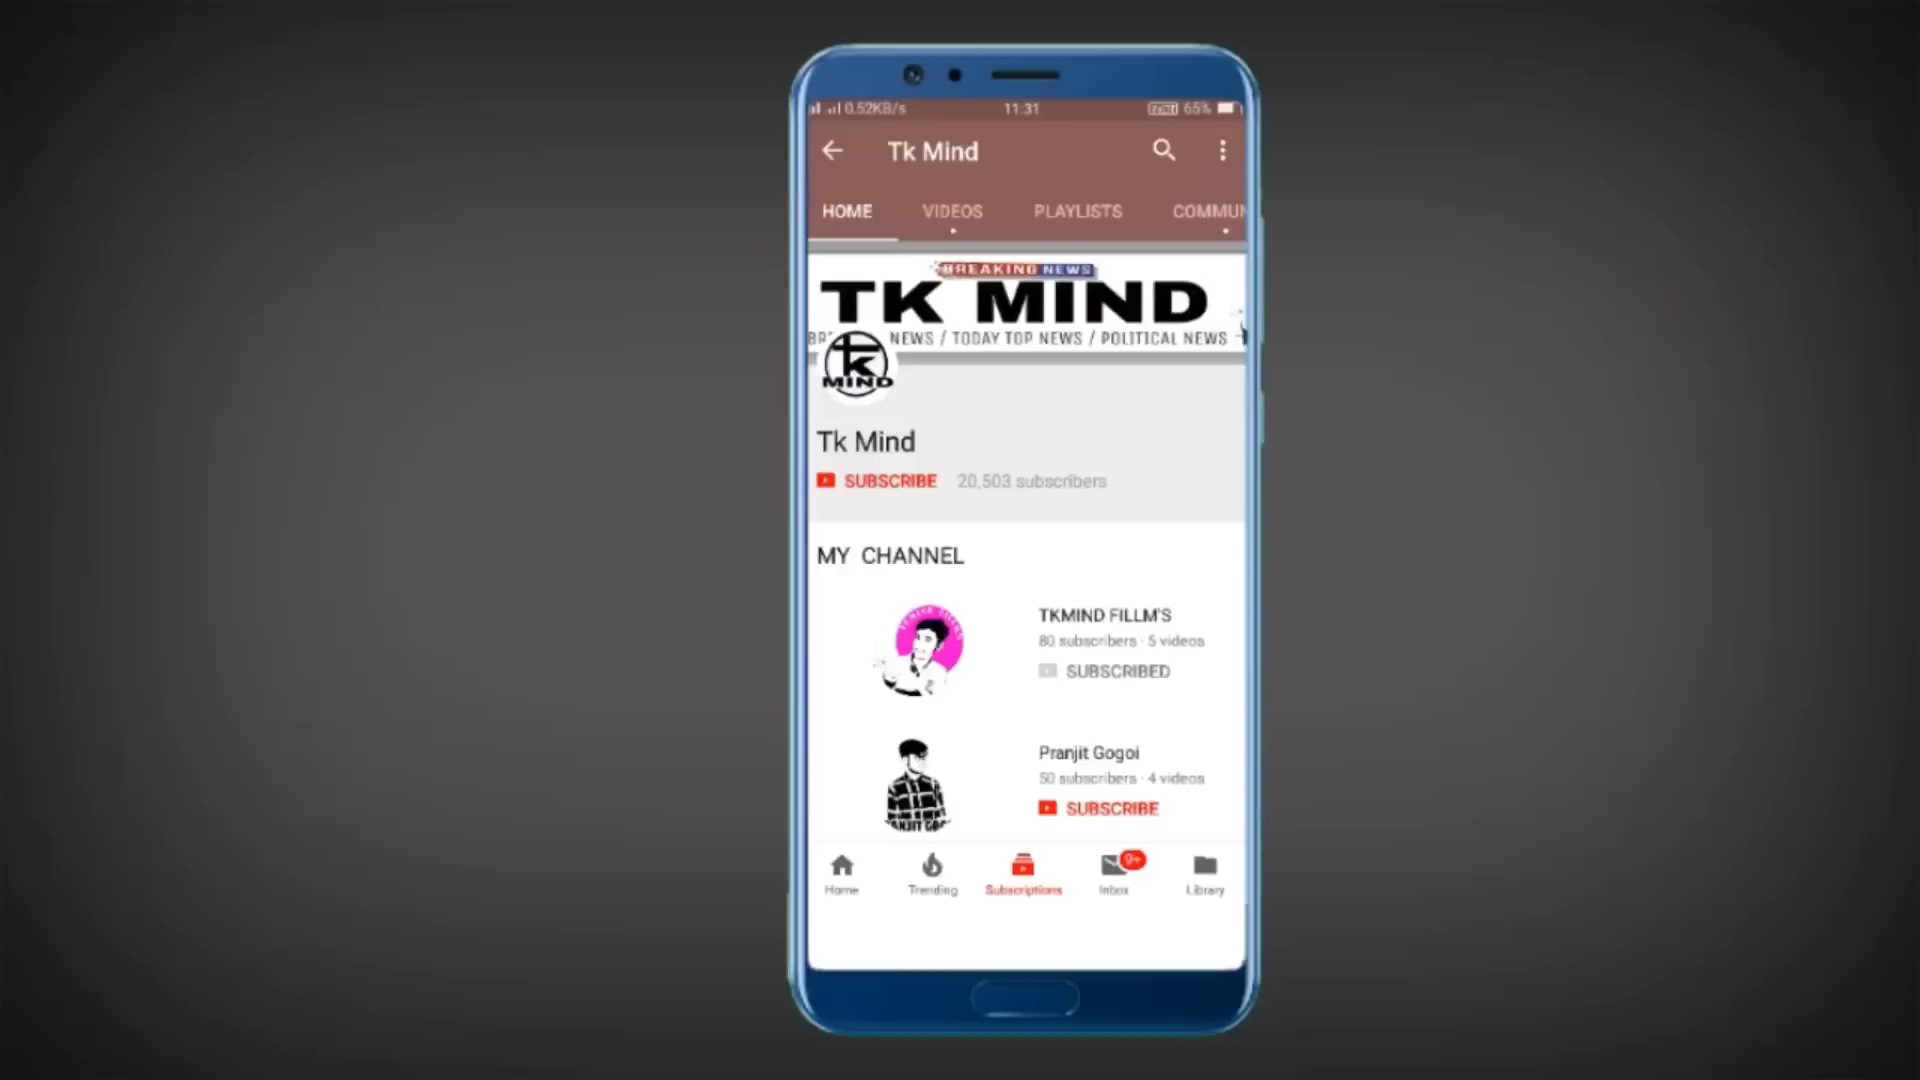 0.52KB/s 11:31 65%
Tk Mind
HOME VIDEOS PLAYLISTS COMMUN
BREAKING NEWS
TK MIND
NEWS / TODAY TOP NEWS / POLITICAL NEWS
tk
MIND
Tk Mind
SUBSCRIBE 20,503 subscribers
MY CHANNEL
TKMIND FILLM'S
80 subscribers · 5 videos
SUBSCRIBED
Pranjit Gogoi
50 subscribers · 4 videos
SUBSCRIBE
9+
Home Trending Subscriptions Inbox Library